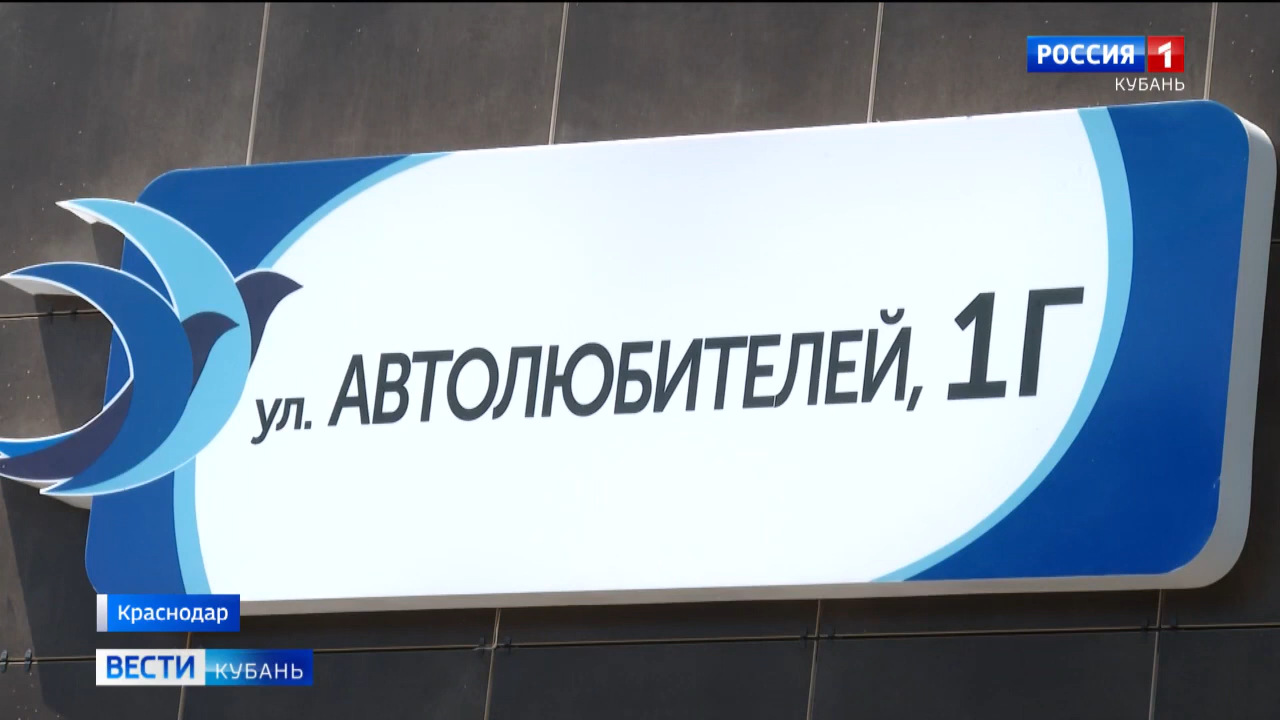 РОССИЯ 1
КУБАНЬ
ул. АВТОЛЮБИТЕЛЕЙ, 1Г
Краснодар
ВЕСТИ КУБАНЬ